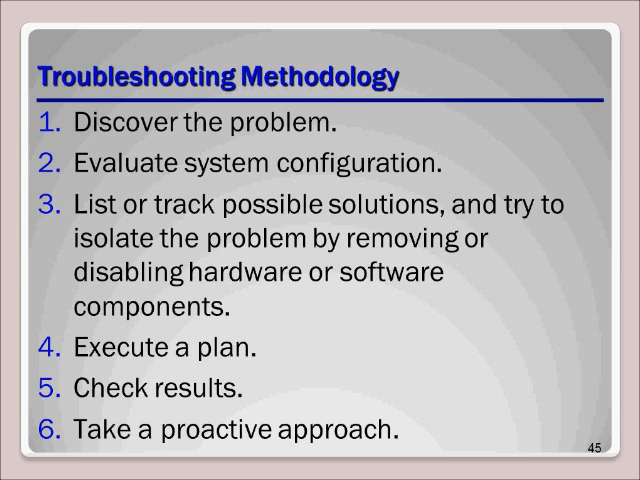 Troubleshooting Methodology
1. Discover the problem.
2. Evaluate system configuration.
3. List or track possible solutions, and try to
isolate the problem by removing or
disabling hardware or software
components.
4. Execute a plan.
5. Check results.
6. Take a proactive approach.
45